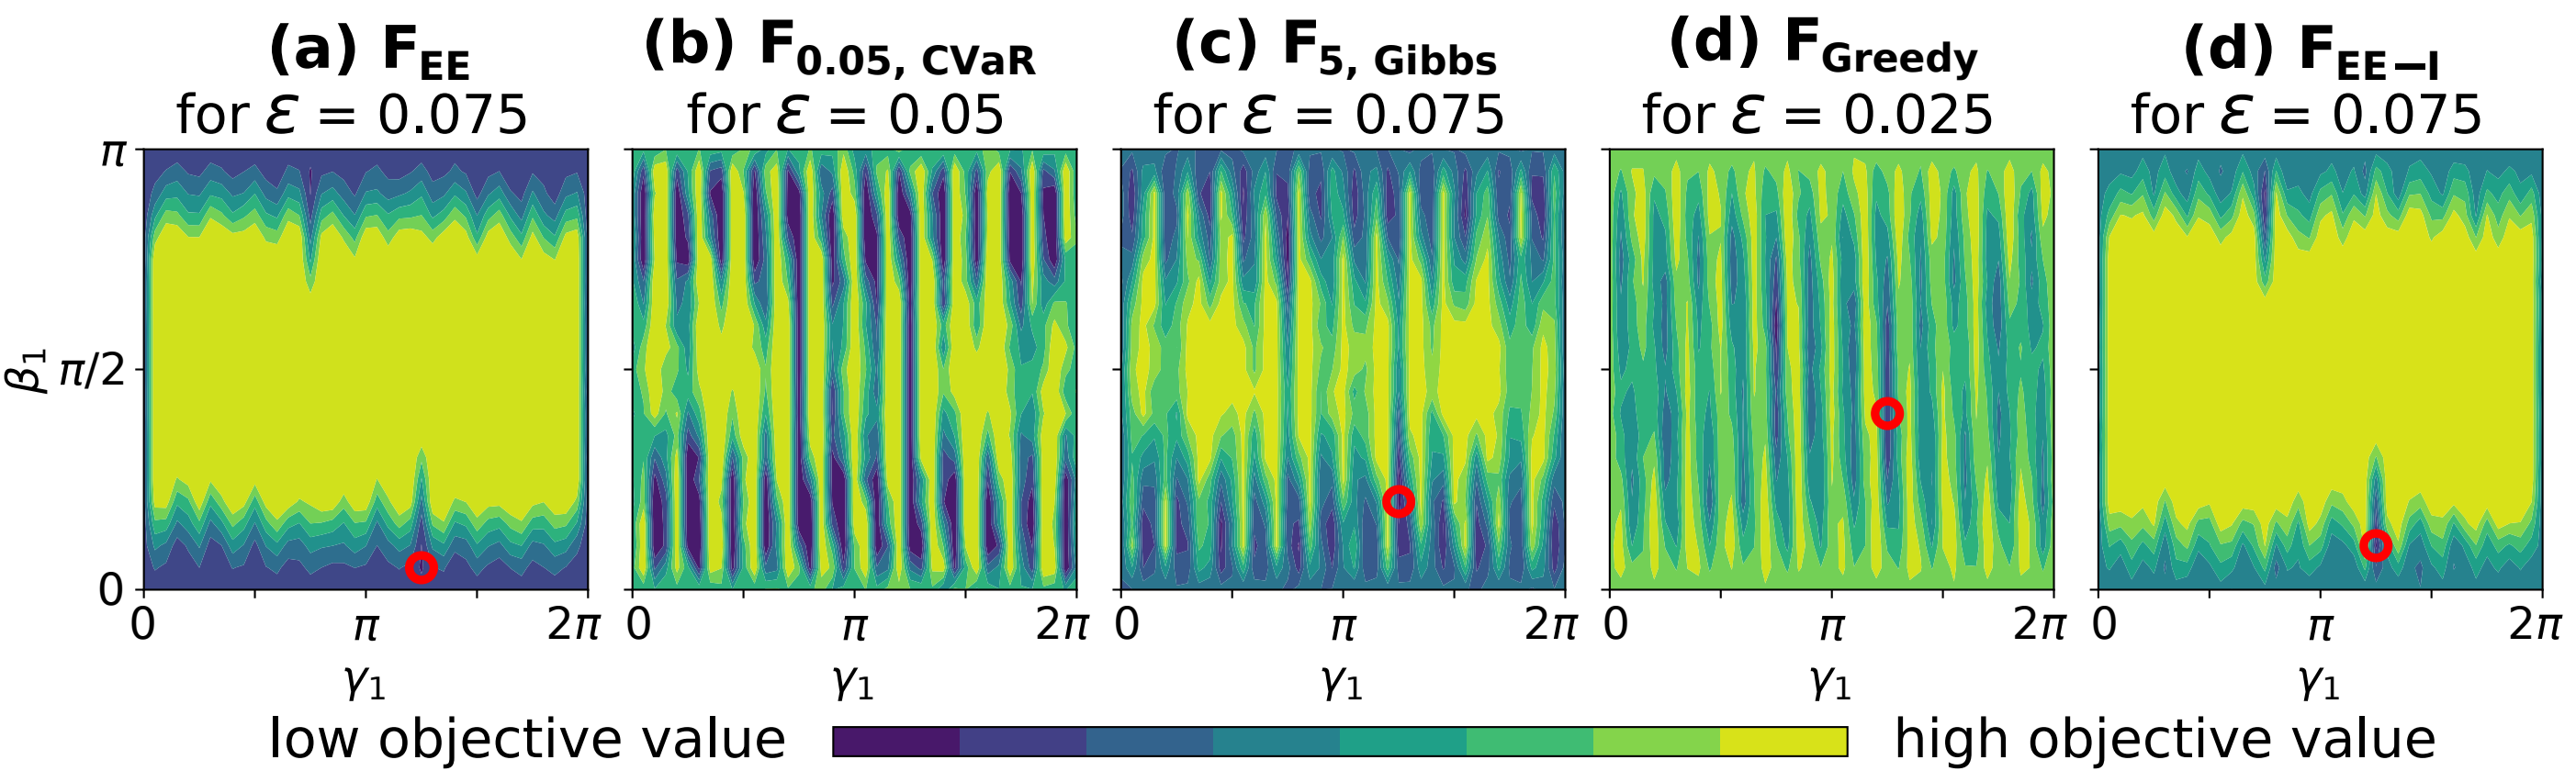 (a) F_EE
for ε = 0.075
(b) F_0.05, CVaR
for ε = 0.05
(c) F_5, Gibbs
for ε = 0.075
(d) F_Greedy
for ε = 0.025
(d) F_EE−I
for ε = 0.075
π
π/2
0
β₁
0 π 2π
γ₁
0 π 2π
γ₁
0 π 2π
γ₁
0 π 2π
γ₁
0 π 2π
γ₁
low objective value
high objective value